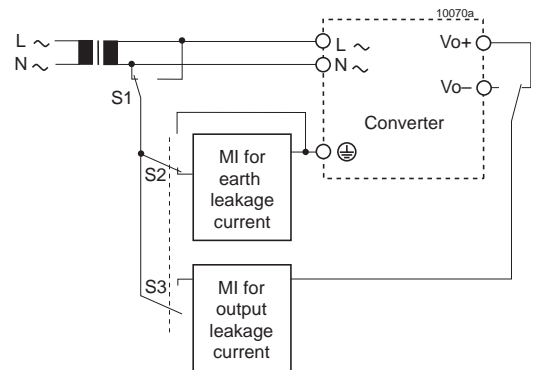 10070a
L ~
L ~
Vo+
N ~
N ~
Vo–
S1
Converter
MI for
earth
leakage
current
S2
S3
MI for
output
leakage
current